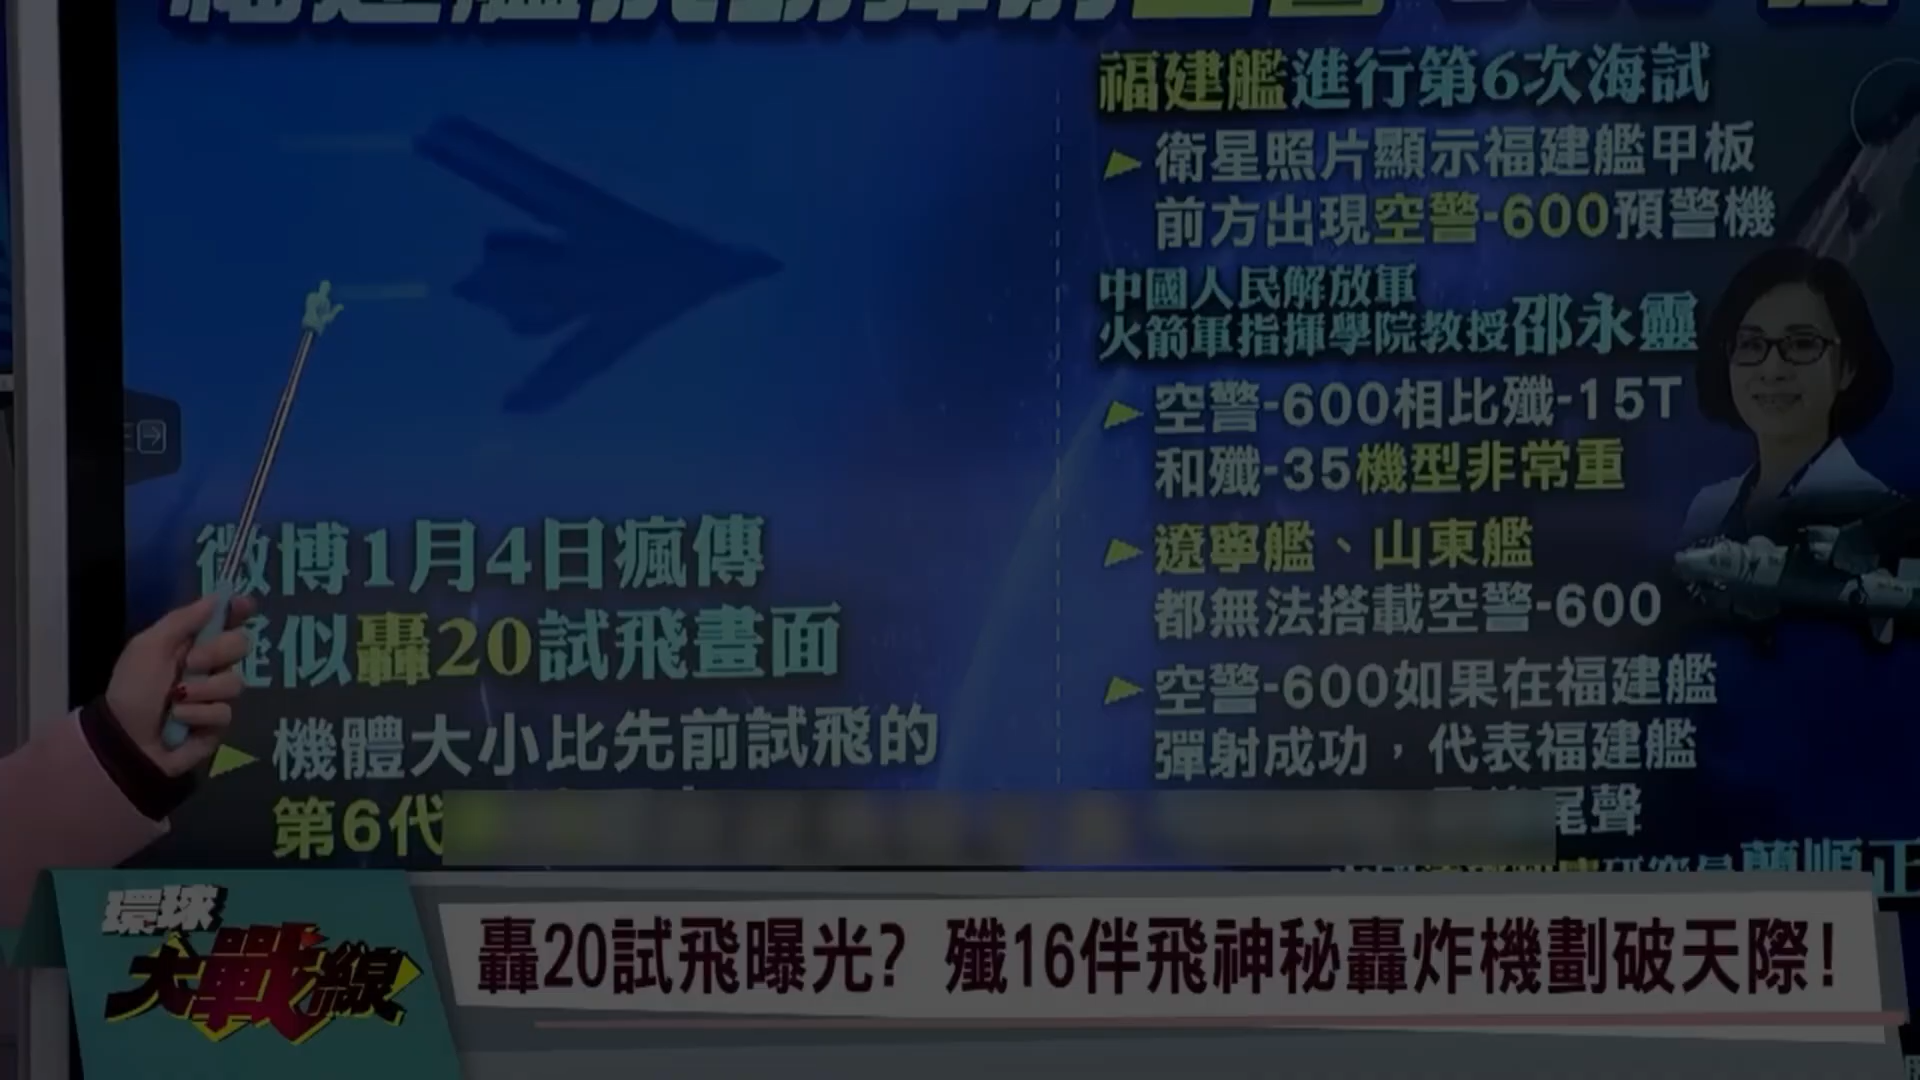 福建艦進行第6次海試
衛星照片顯示福建艦甲板
前方出現空警-600預警機
中國人民解放軍
火箭軍指揮學院教授邵永靈
空警-600相比殲-15T
和殲-35機型非常重
遼寧艦、山東艦
都無法搭載空警-600
空警-600如果在福建艦
彈射成功，代表福建艦
尾聲
微博1月4日瘋傳
疑似轟20試飛畫面
機體大小比先前試飛的
第6代
蘭順正
環球
大戰線
轟20試飛曝光? 殲16伴飛神秘轟炸機劃破天際!